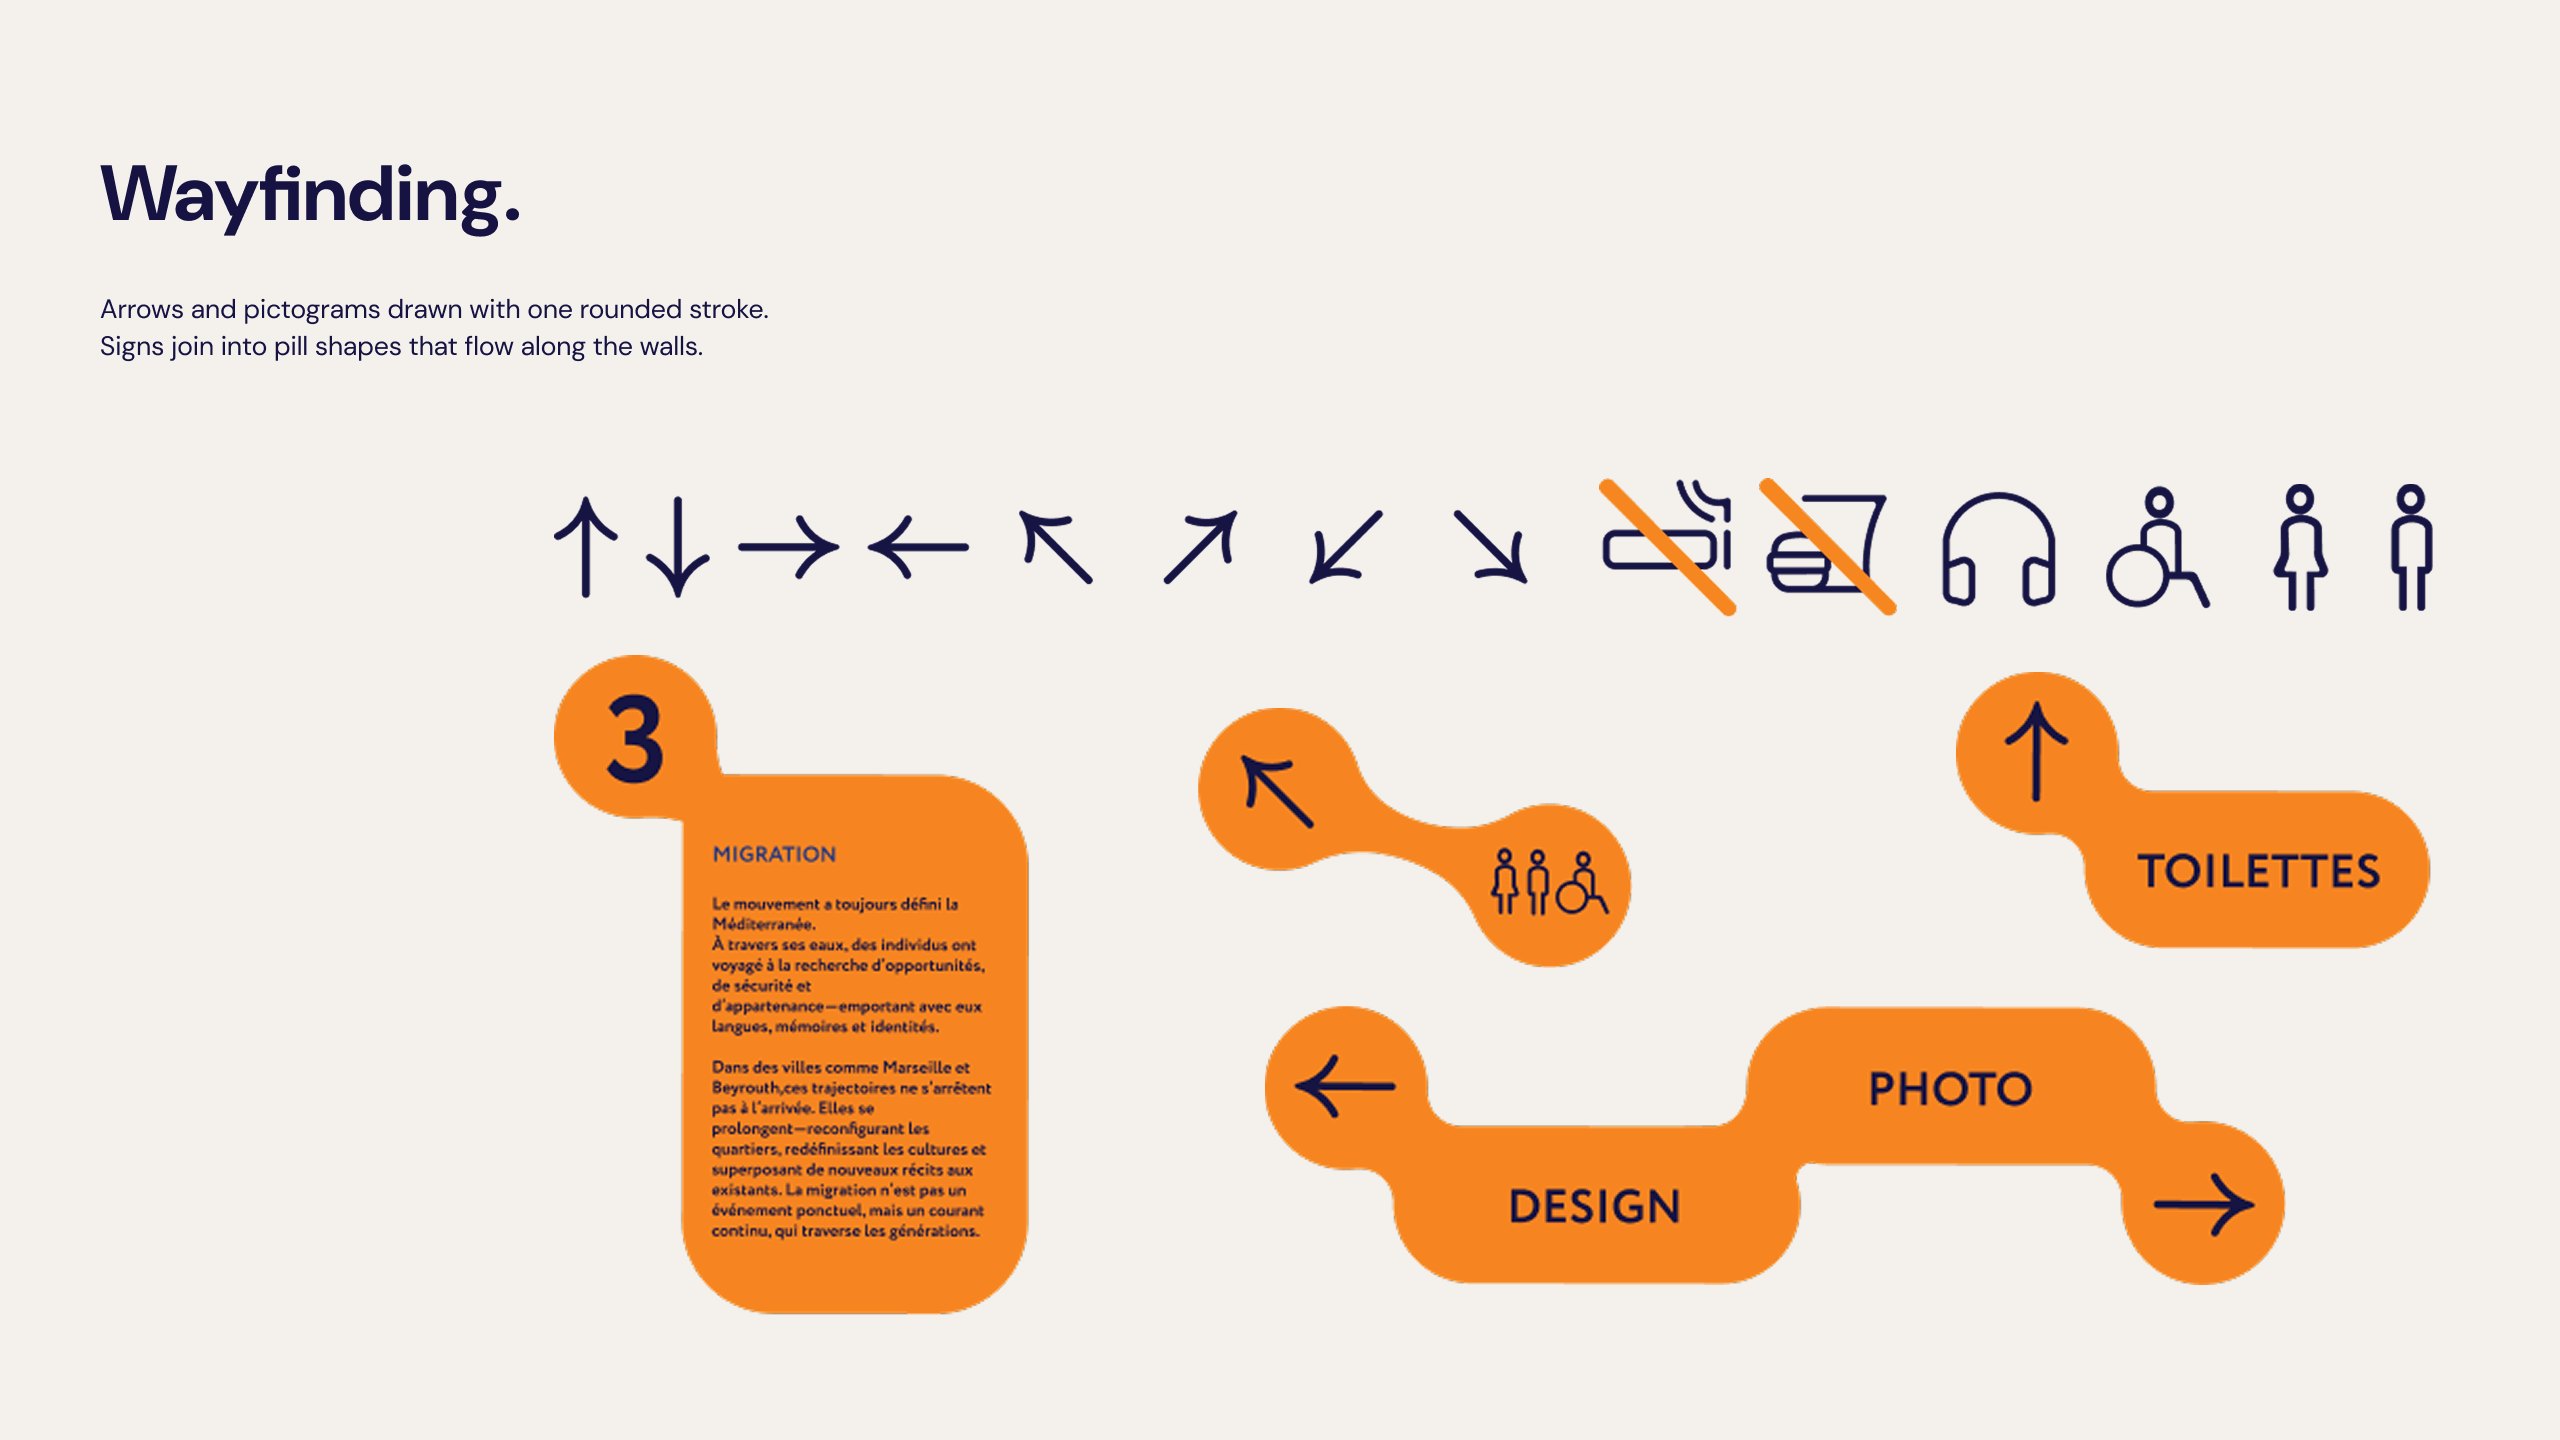 Wayfinding.
Arrows and pictograms drawn with one rounded stroke.
Signs join into pill shapes that flow along the walls.
3
MIGRATION
Le mouvement a toujours défini la
Méditerranée.
À travers ses eaux, des individus ont
voyagé à la recherche d'opportunités,
de sécurité et
d'appartenance—emportant avec eux
langues, mémoires et identités.
Dans des villes comme Marseille et
Beyrouth,ces trajectoires ne s'arrêtent
pas à l'arrivée. Elles se
prolongent—reconfigurant les
quartiers, redéfinissant les cultures et
superposant de nouveaux récits aux
existants. La migration n'est pas un
événement ponctuel, mais un courant
continu, qui traverse les générations.
TOILETTES
PHOTO
DESIGN